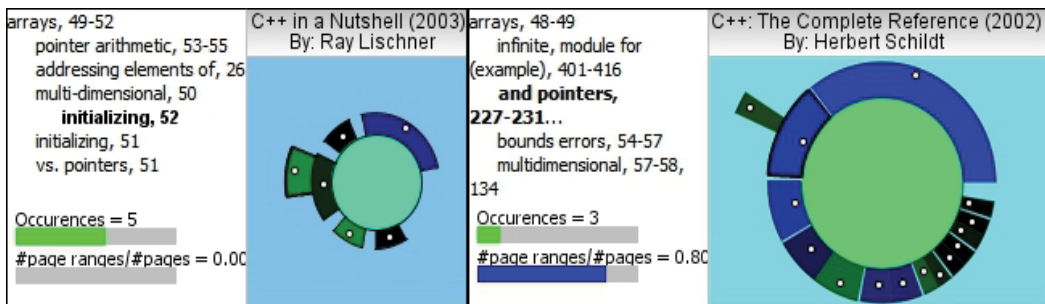 arrays, 49-52
pointer arithmetic, 53-55
addressing elements of, 26
multi-dimensional, 50
initializing, 52
initializing, 51
vs. pointers, 51
Occurences = 5
#page ranges/#pages = 0.00
C++ in a Nutshell (2003)
By: Ray Lischner
arrays, 48-49
infinite, module for
(example), 401-416
and pointers,
227-231...
bounds errors, 54-57
multidimensional, 57-58,
134
Occurences = 3
#page ranges/#pages = 0.80
C++: The Complete Reference (2002)
By: Herbert Schildt